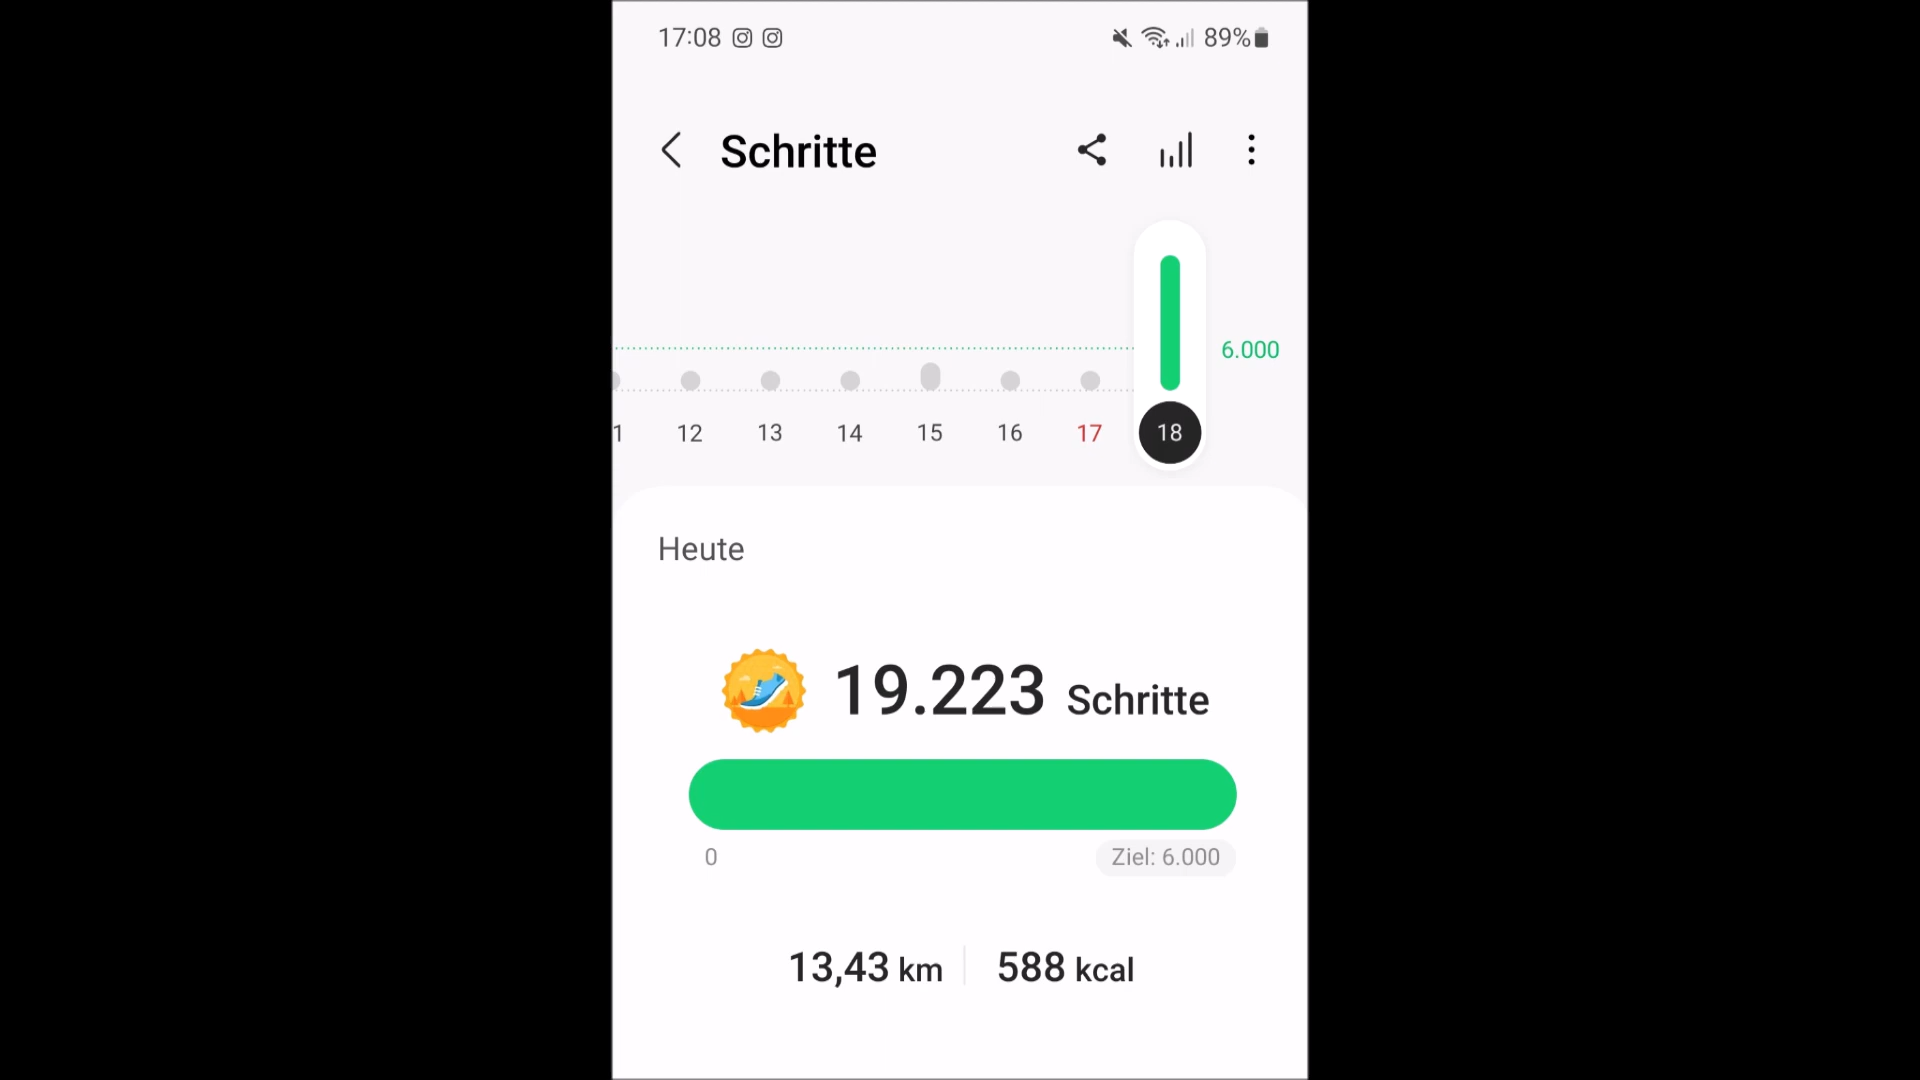 17:08 89%
Schritte
6.000
1 12 13 14 15 16 17 18
Heute
19.223 Schritte
0 Ziel: 6.000
13,43 km 588 kcal